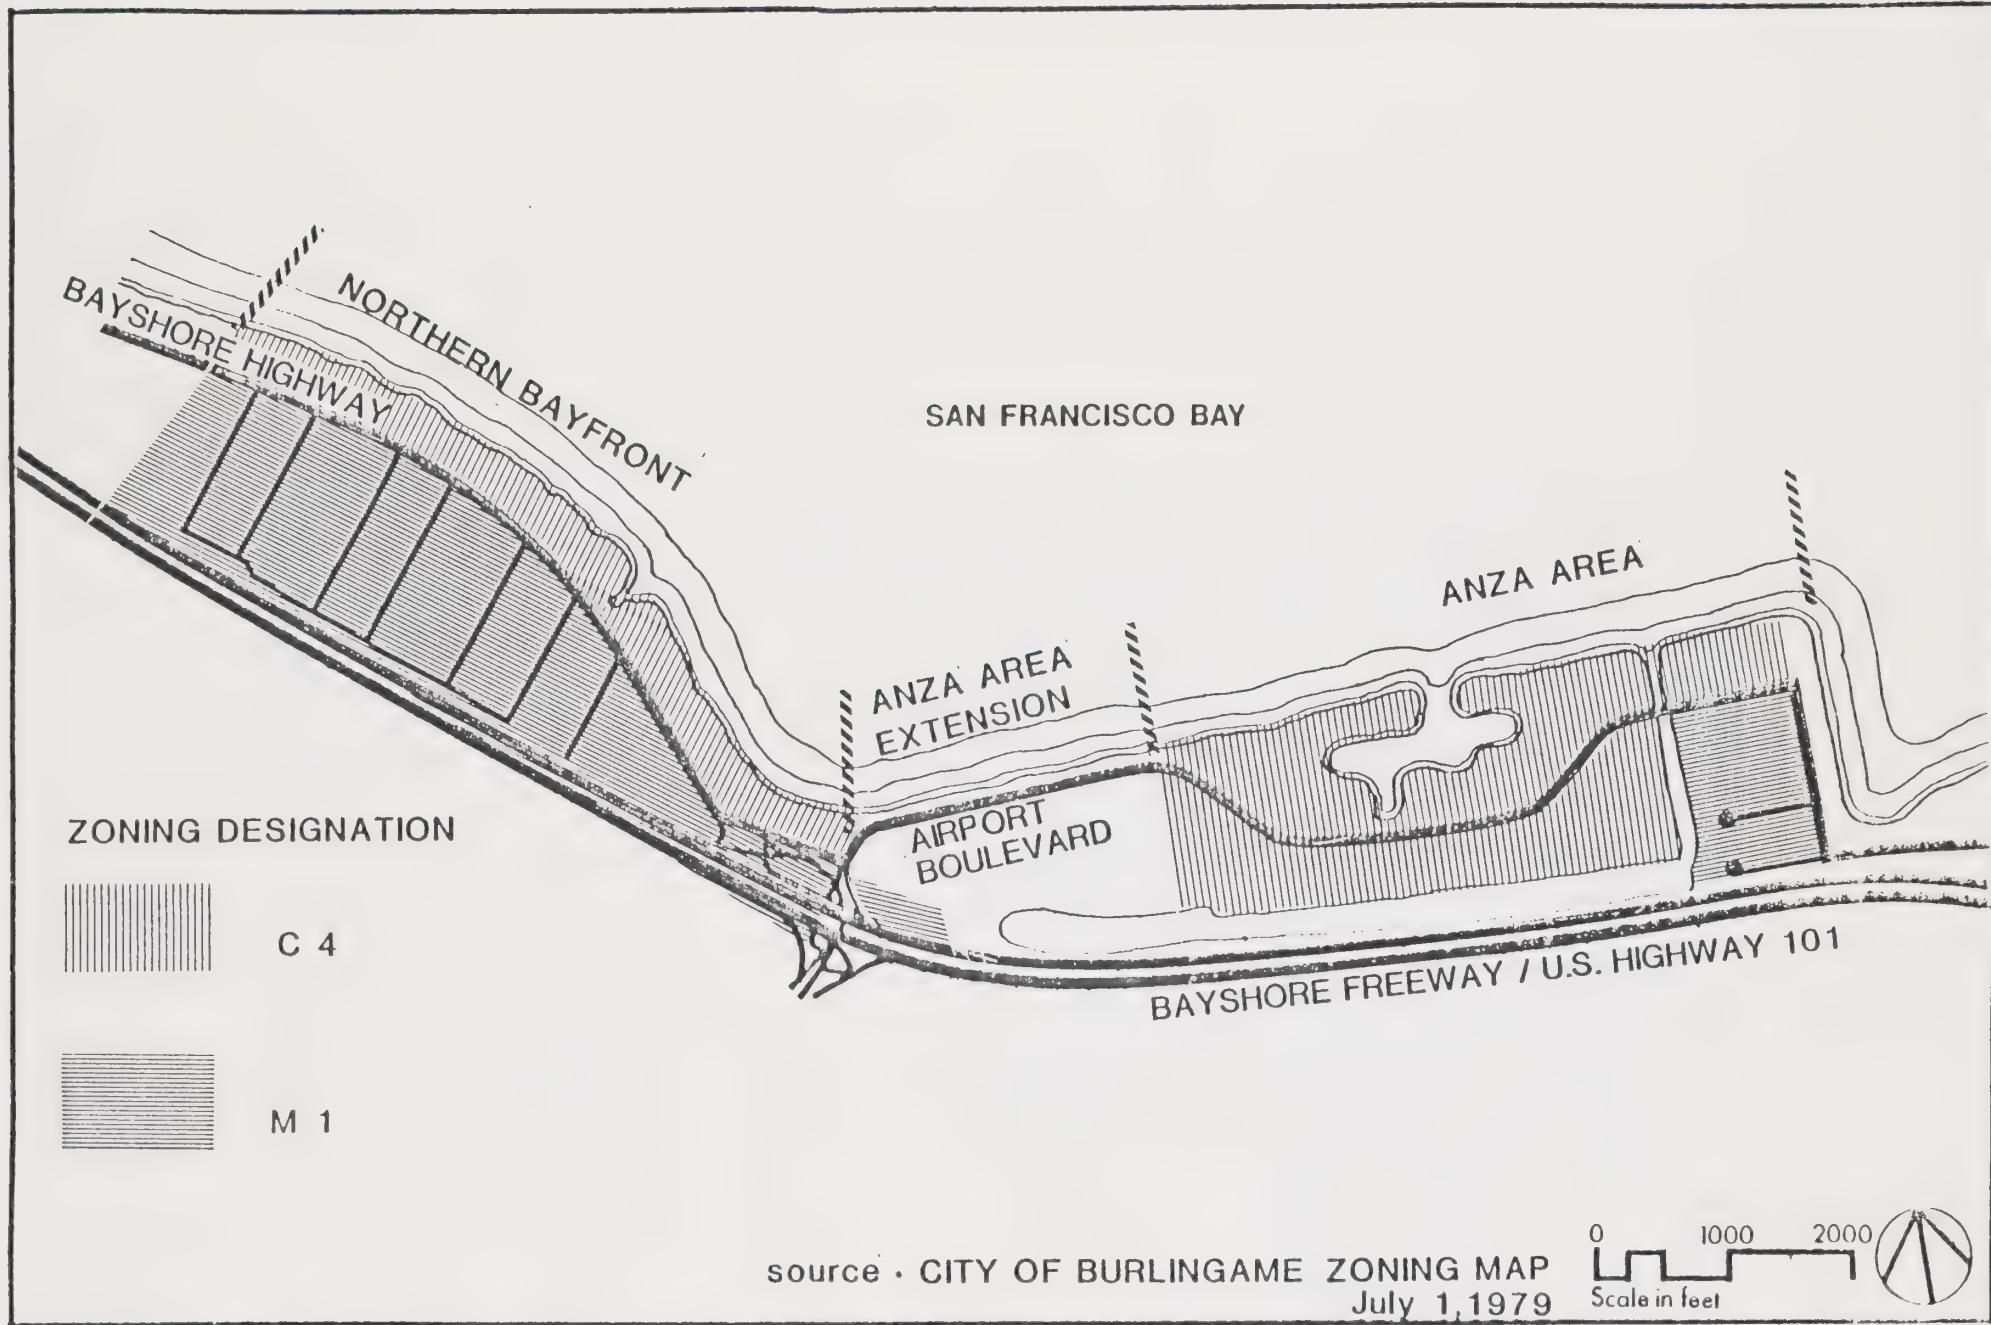 NORTHERN BAYFRONT
BAYSHORE HIGHWAY
SAN FRANCISCO BAY
ANZA AREA
ANZA AREA
EXTENSION
AIRPORT
BOULEVARD
BAYSHORE FREEWAY / U.S. HIGHWAY 101
ZONING DESIGNATION
C 4
M 1
source · CITY OF BURLINGAME ZONING MAP
July 1,1979
0 1000 2000
Scale in feet